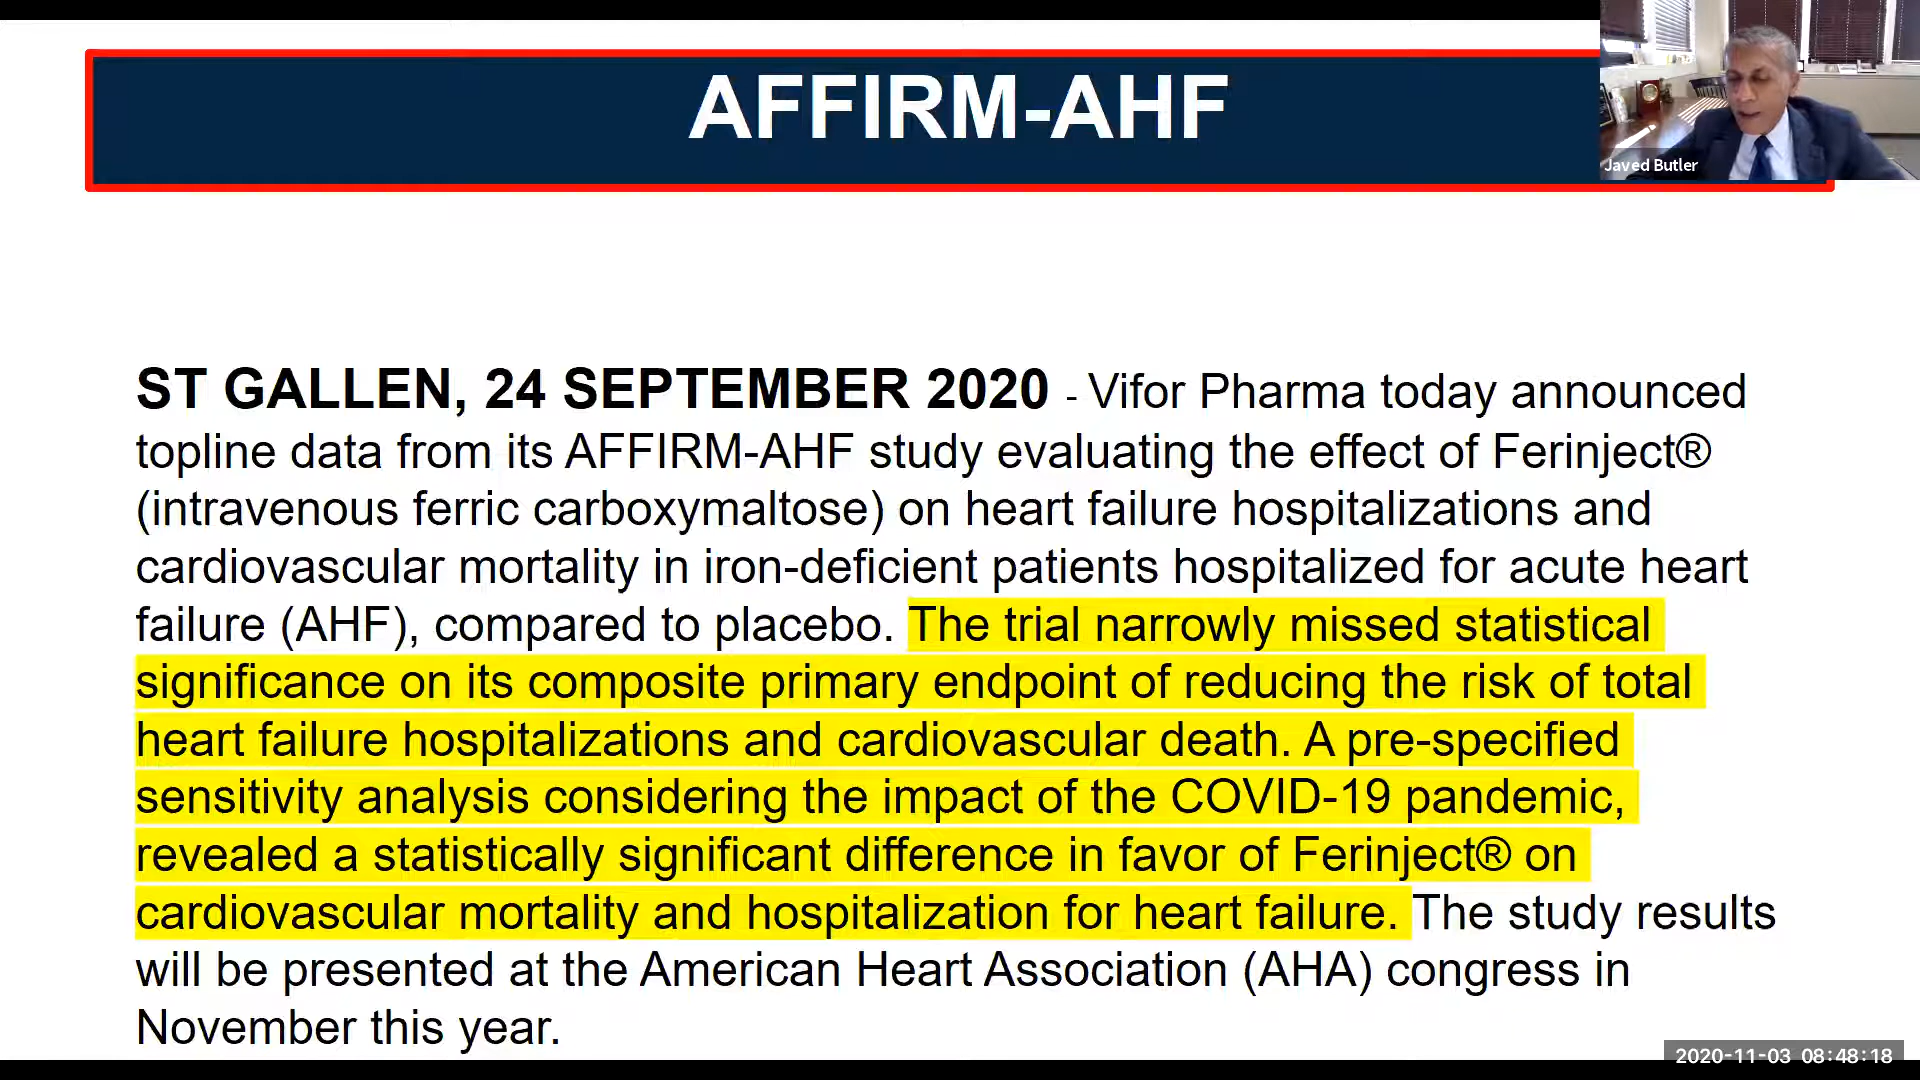 AFFIRM-AHF
Javed Butler
ST GALLEN, 24 SEPTEMBER 2020 - Vifor Pharma today announced
topline data from its AFFIRM-AHF study evaluating the effect of Ferinject®
(intravenous ferric carboxymaltose) on heart failure hospitalizations and
cardiovascular mortality in iron-deficient patients hospitalized for acute heart
failure (AHF), compared to placebo. The trial narrowly missed statistical
significance on its composite primary endpoint of reducing the risk of total
heart failure hospitalizations and cardiovascular death. A pre-specified
sensitivity analysis considering the impact of the COVID-19 pandemic,
revealed a statistically significant difference in favor of Ferinject® on
cardiovascular mortality and hospitalization for heart failure. The study results
will be presented at the American Heart Association (AHA) congress in
November this year.
2020-11-03 08:48:18